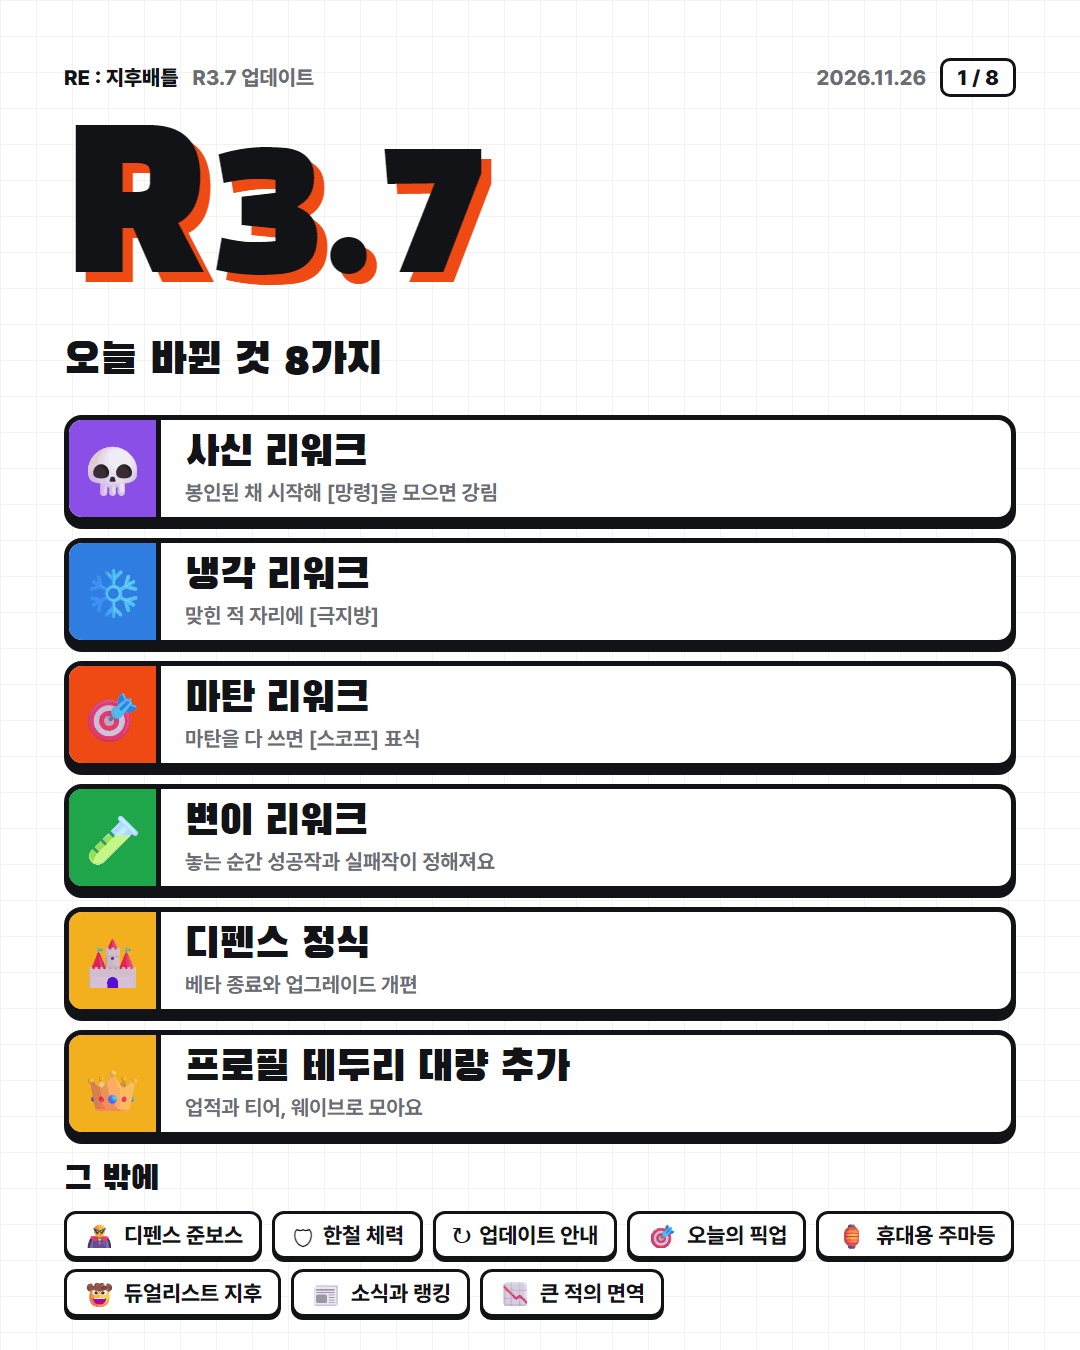 RE : 지후배틀 R3.7 업데이트 2026.11.26 1 / 8
R3.7
오늘 바뀐 것 8가지
사신 리워크
봉인된 채 시작해 [망령]을 모으면 강림
냉각 리워크
맞힌 적 자리에 [극지방]
마탄 리워크
마탄을 다 쓰면 [스코프] 표식
변이 리워크
놓는 순간 성공작과 실패작이 정해져요
디펜스 정식
베타 종료와 업그레이드 개편
프로필 테두리 대량 추가
업적과 티어, 웨이브로 모아요
그 밖에
디펜스 준보스 한철 체력 업데이트 안내 오늘의 픽업 휴대용 주마등
듀얼리스트 지후 소식과 랭킹 큰 적의 면역